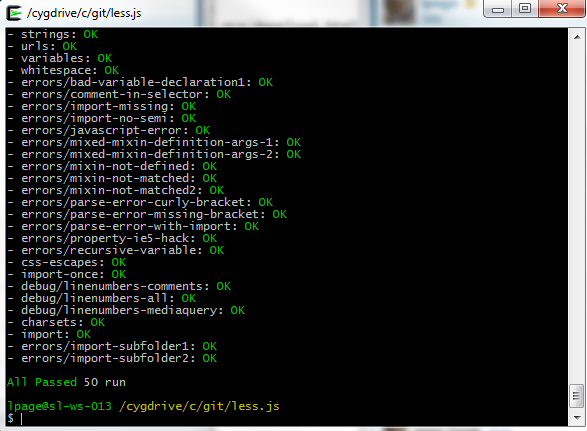 /cygdrive/c/git/less.js
- strings: OK
- urls: OK
- variables: OK
- whitespace: OK
- errors/bad-variable-declaration1: OK
- errors/comment-in-selector: OK
- errors/import-missing: OK
- errors/import-no-semi: OK
- errors/javascript-error: OK
- errors/mixed-mixin-definition-args-1: OK
- errors/mixed-mixin-definition-args-2: OK
- errors/mixin-not-defined: OK
- errors/mixin-not-matched: OK
- errors/mixin-not-matched2: OK
- errors/parse-error-curly-bracket: OK
- errors/parse-error-missing-bracket: OK
- errors/parse-error-with-import: OK
- errors/property-ie5-hack: OK
- errors/recursive-variable: OK
- css-escapes: OK
- import-once: OK
- debug/linenumbers-comments: OK
- debug/linenumbers-all: OK
- debug/linenumbers-mediaquery: OK
- charsets: OK
- import: OK
- errors/import-subfolder1: OK
- errors/import-subfolder2: OK
All Passed 50 run
lpage@sl-ws-013 /cygdrive/c/git/less.js
$